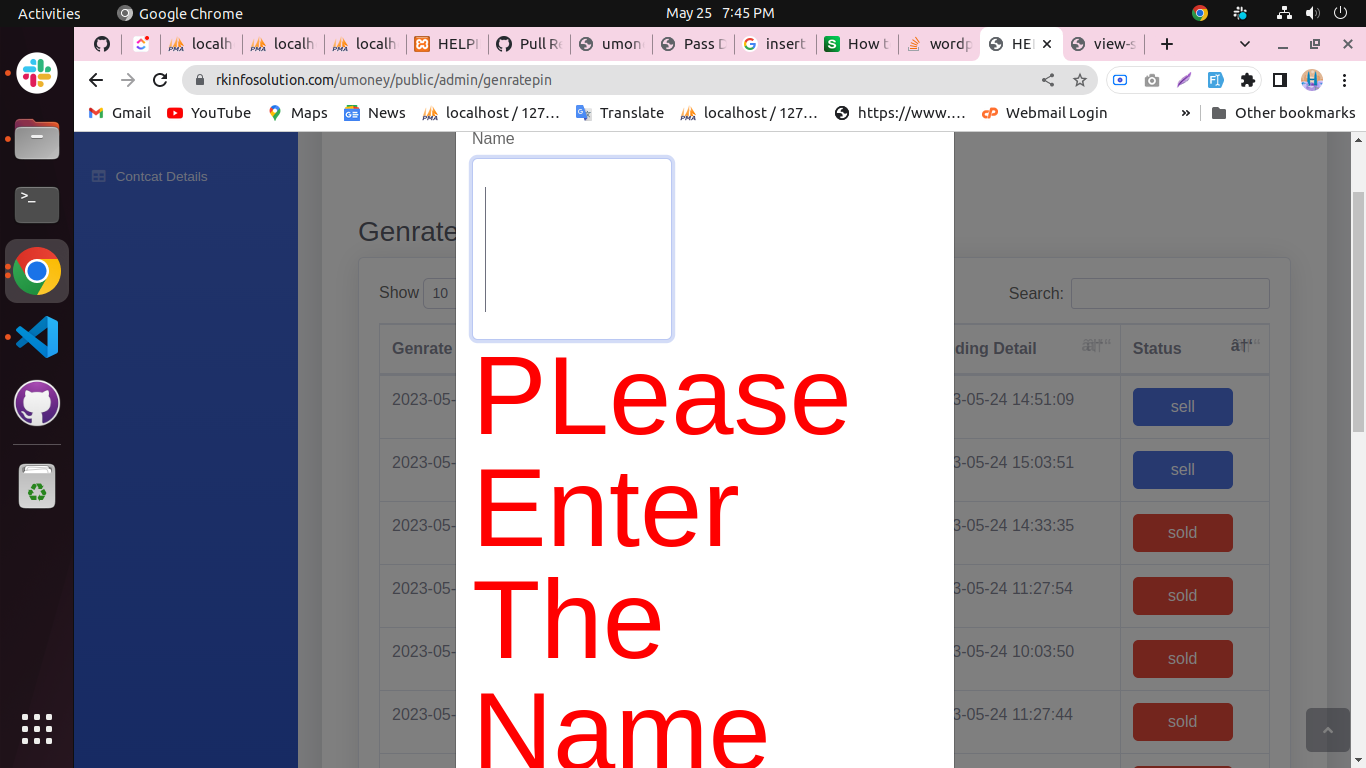 Activities Google Chrome May 25 7:45 PM
localh localh localh HELPI Pull Re umon Pass D insert How t wordp HEI view-s
rkinfosolution.com/umoney/public/admin/genratepin
Gmail YouTube Maps News localhost / 127… Translate localhost / 127… https://www.… Webmail Login » Other bookmarks
Name
Contcat Details
Genrate
Show 10
Search:
Genrate
ding Detail
Status
2023-05-
3-05-24 14:51:09
sell
2023-05-
3-05-24 15:03:51
sell
2023-05-
3-05-24 14:33:35
sold
2023-05-
3-05-24 11:27:54
sold
2023-05-
3-05-24 10:03:50
sold
2023-05-
3-05-24 11:27:44
sold
PLease
Enter
The
Name